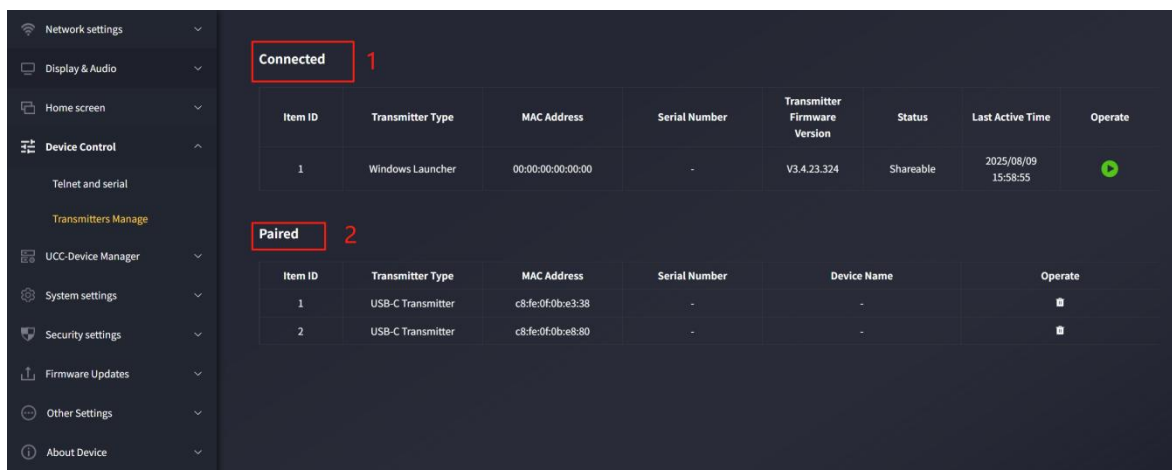 Network settings
Display & Audio
Home screen
Device Control
Telnet and serial
Transmitters Manage
UCC-Device Manager
System settings
Security settings
Firmware Updates
Other Settings
About Device
Connected 1
Item ID Transmitter Type MAC Address Serial Number Transmitter Firmware Version Status Last Active Time Operate
1 Windows Launcher 00:00:00:00:00:00 - V3.4.23.324 Shareable 2025/08/09 15:58:55
Paired 2
Item ID Transmitter Type MAC Address Serial Number Device Name Operate
1 USB-C Transmitter c8:fe:0f:0b:e3:38 - -
2 USB-C Transmitter c8:fe:0f:0b:e8:80 - -